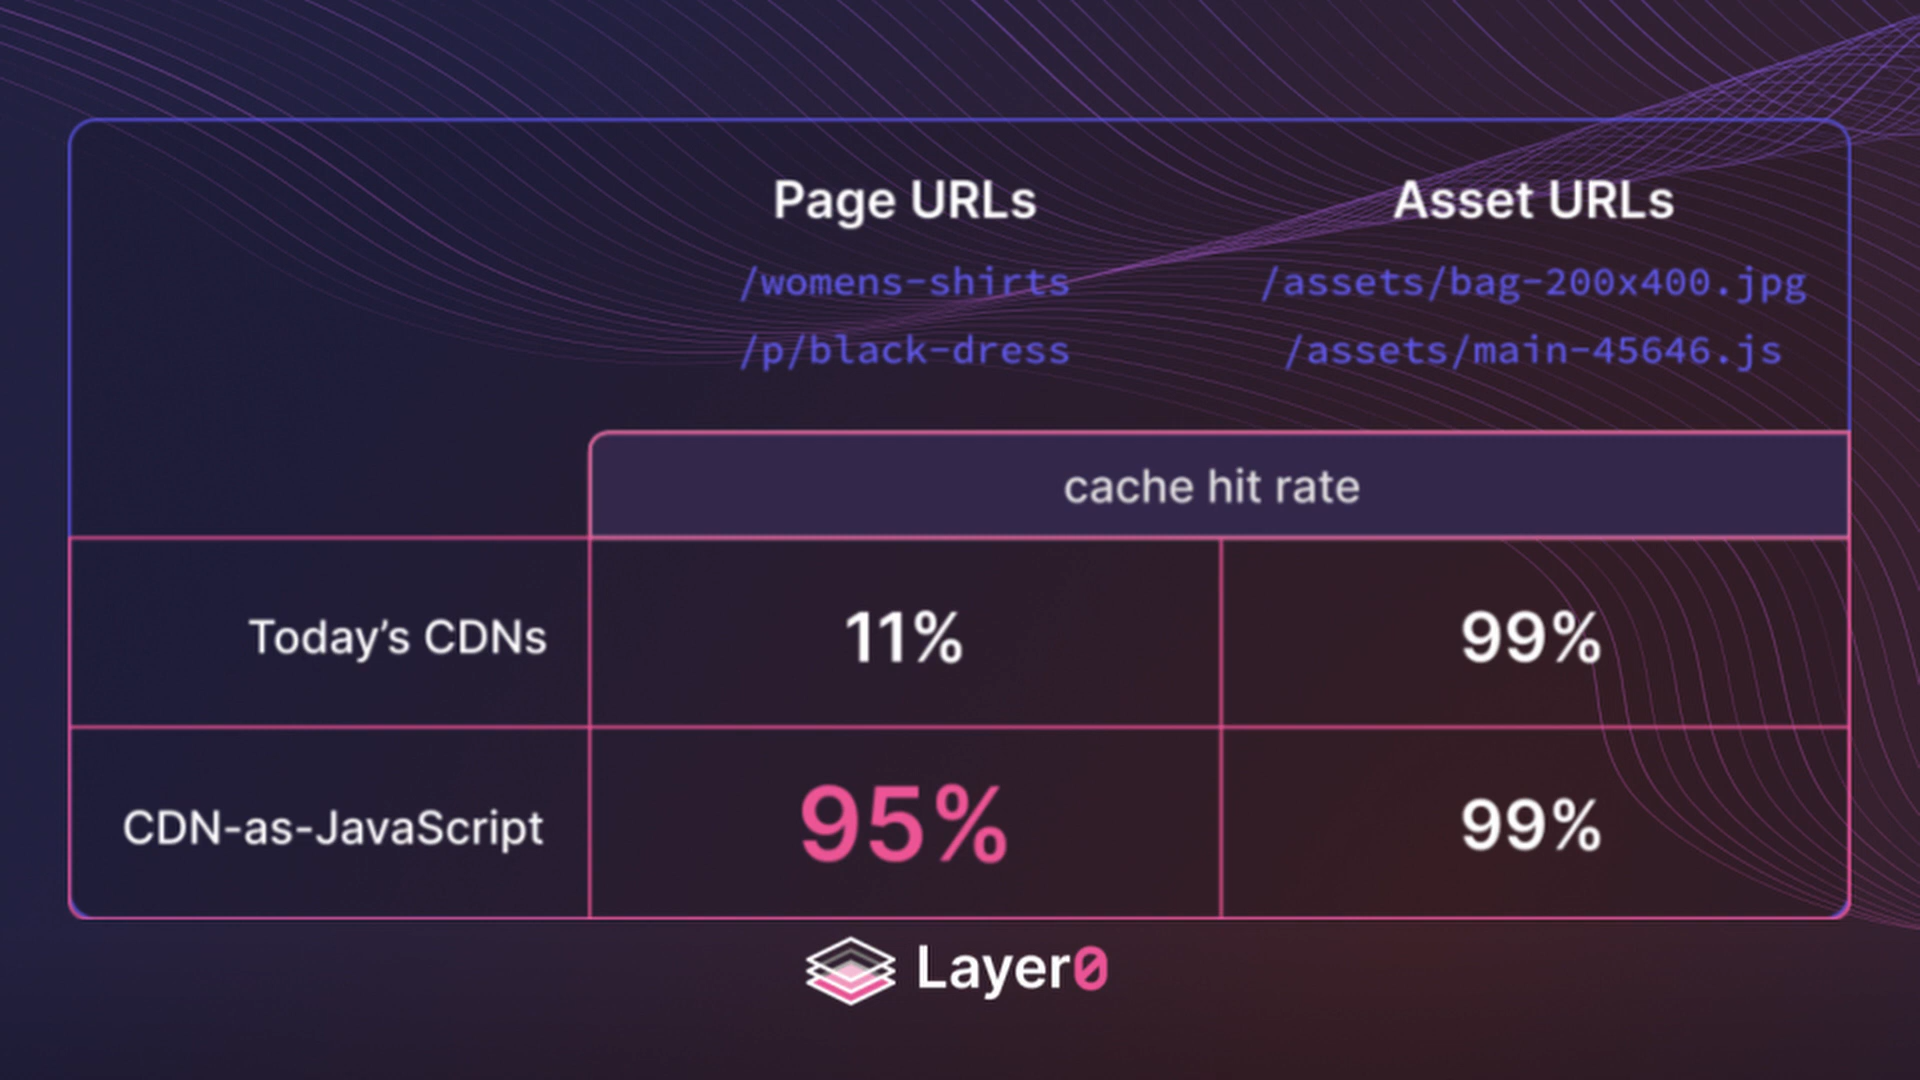 Page URLs
Asset URLs
/womens-shirts
/assets/bag-200x400.jpg
/p/black-dress
/assets/main-45646.js
cache hit rate
Today’s CDNs
11%
99%
CDN-as-JavaScript
95%
99%
Layer0